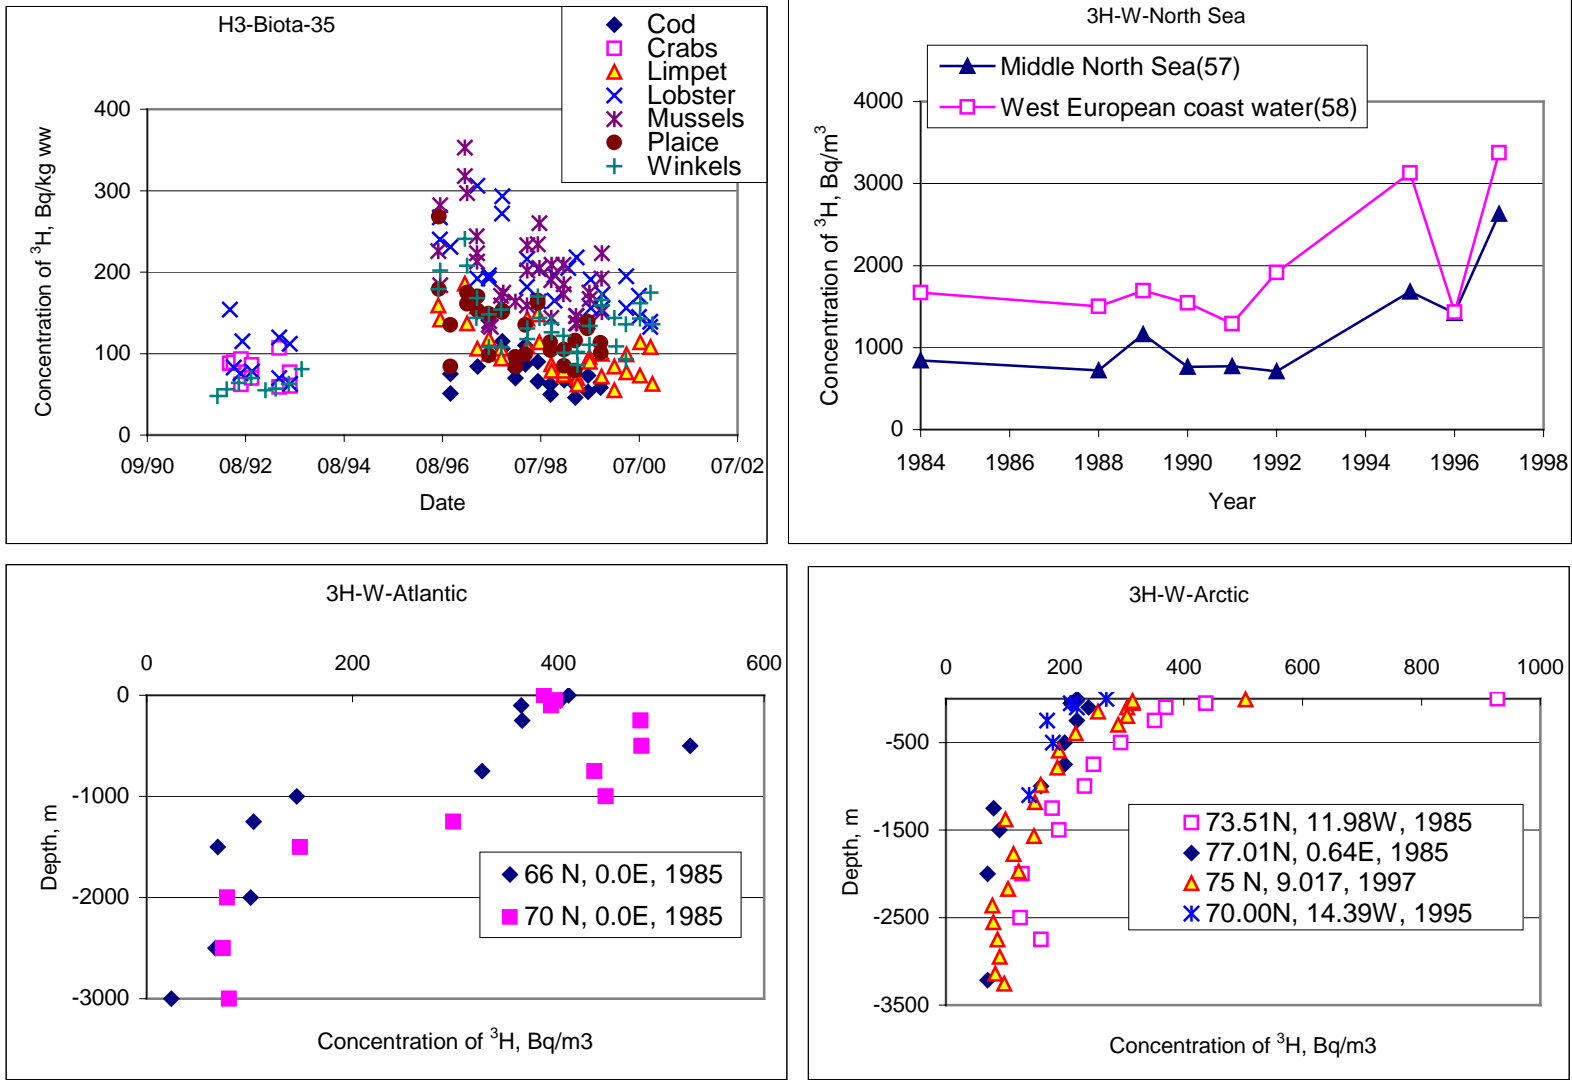 H3-Biota-35
Cod
Crabs
Limpet
Lobster
Mussels
Plaice
Winkels
Concentration of ³H, Bq/kg ww
400
300
200
100
0
09/90 08/92 08/94 08/96 07/98 07/00 07/02
Date
3H-W-North Sea
Middle North Sea(57)
West European coast water(58)
Concentration of ³H, Bq/m³
4000
3000
2000
1000
0
1984 1986 1988 1990 1992 1994 1996 1998
Year
3H-W-Atlantic
0 200 400 600
Depth, m
0
-1000
-2000
-3000
66 N, 0.0E, 1985
70 N, 0.0E, 1985
Concentration of ³H, Bq/m3
3H-W-Arctic
0 200 400 600 800 1000
Depth, m
-500
-1500
-2500
-3500
73.51N, 11.98W, 1985
77.01N, 0.64E, 1985
75 N, 9.017, 1997
70.00N, 14.39W, 1995
Concentration of ³H, Bq/m3